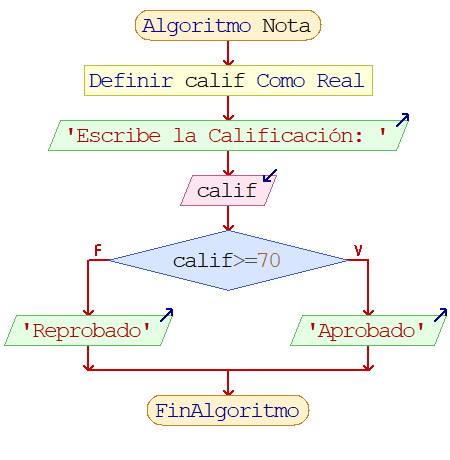 Algoritmo Nota
Definir calif Como Real
'Escribe la Calificación: '
calif
F
V
calif>=70
'Reprobado'
'Aprobado'
FinAlgoritmo